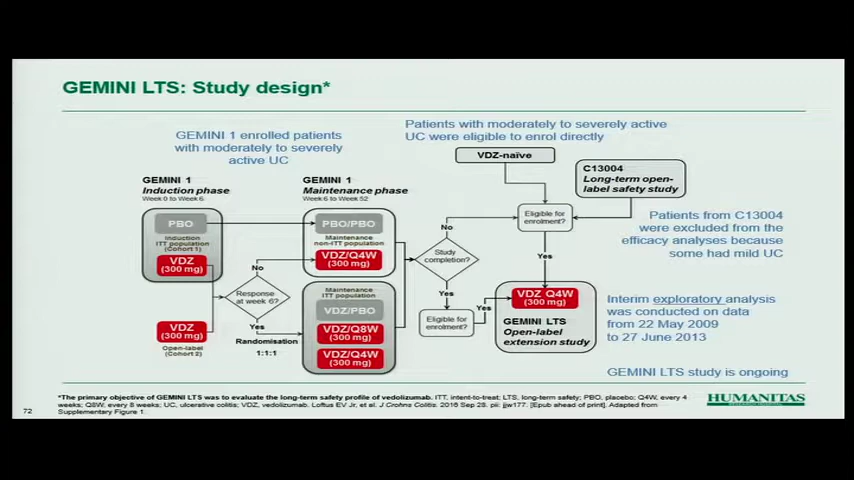 GEMINI LTS: Study design*
GEMINI 1 enrolled patients
with moderately to severely
active UC
Patients with moderately to severely active
UC were eligible to enrol directly
VDZ-naïve
C13004
Long-term open-
label safety study
GEMINI 1
Induction phase
Week 0 to Week 6
GEMINI 1
Maintenance phase
Week 6 to Week 52
PBO
Induction
ITT population
(Cohort 1)
VDZ
(300 mg)
VDZ
(300 mg)
Open-label
(Cohort 2)
No
Response
at week 6?
Yes
Randomisation
1:1:1
PBO/PBO
Maintenance
non-ITT population
VDZ/Q4W
(300 mg)
Maintenance
ITT population
VDZ/PBO
VDZ/Q8W
(300 mg)
VDZ/Q4W
(300 mg)
No
Study
completion?
Yes
Eligible for
enrolment?
Yes
Eligible for
enrolment?
Yes
VDZ Q4W
(300 mg)
GEMINI LTS
Open-label
extension study
Patients from C13004
were excluded from the
efficacy analyses because
some had mild UC
Interim exploratory analysis
was conducted on data
from 22 May 2009
to 27 June 2013
GEMINI LTS study is ongoing
*The primary objective of GEMINI LTS was to evaluate the long-term safety profile of vedolizumab. ITT, intent-to-treat; LTS, long-term safety; PBO, placebo; Q4W, every 4
weeks; Q8W, every 8 weeks; UC, ulcerative colitis; VDZ, vedolizumab. Loftus EV Jr, et al. J Crohns Colitis. 2016 Sep 28. pii: jjw177. [Epub ahead of print]. Adapted from
Supplementary Figure 1.
72
HUMANITAS
RESEARCH HOSPITAL